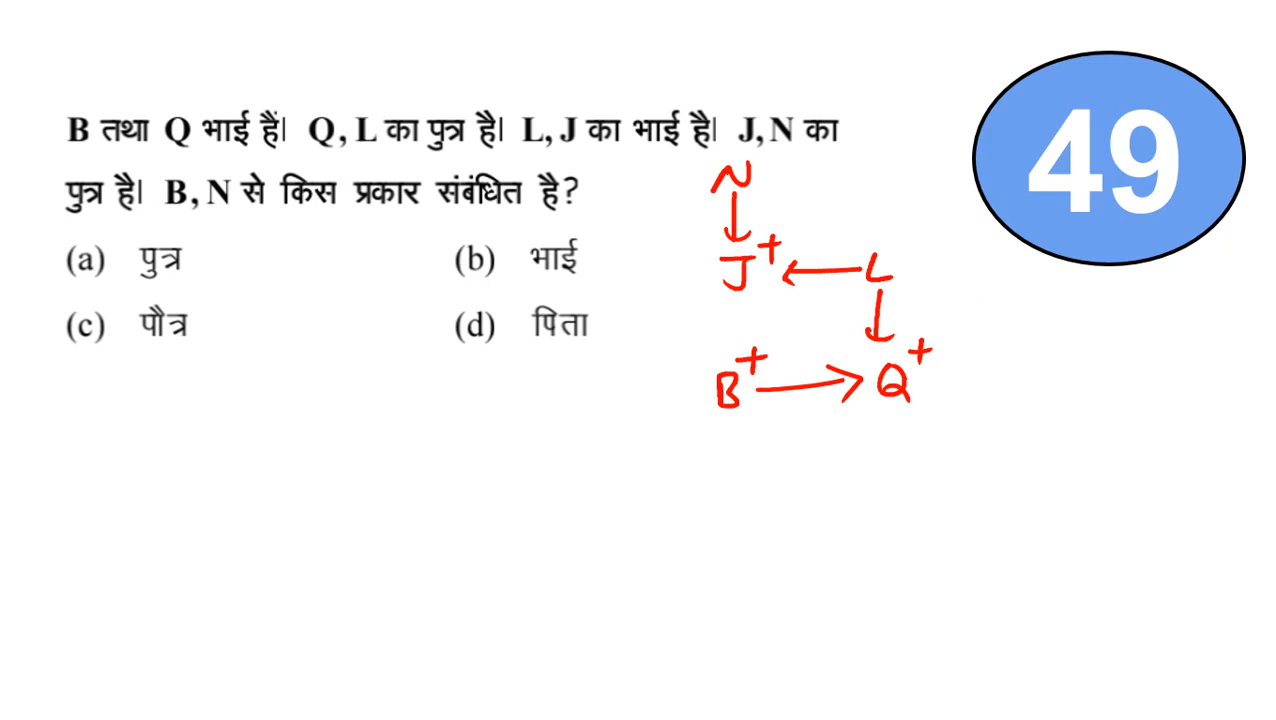 B तथा Q भाई हैं। Q, L का पुत्र है। L, J का भाई है। J, N का
पुत्र है। B, N से किस प्रकार संबंधित है?
(a) पुत्र (b) भाई
(c) पौत्र (d) पिता
49
N
J+ L
B+ Q+